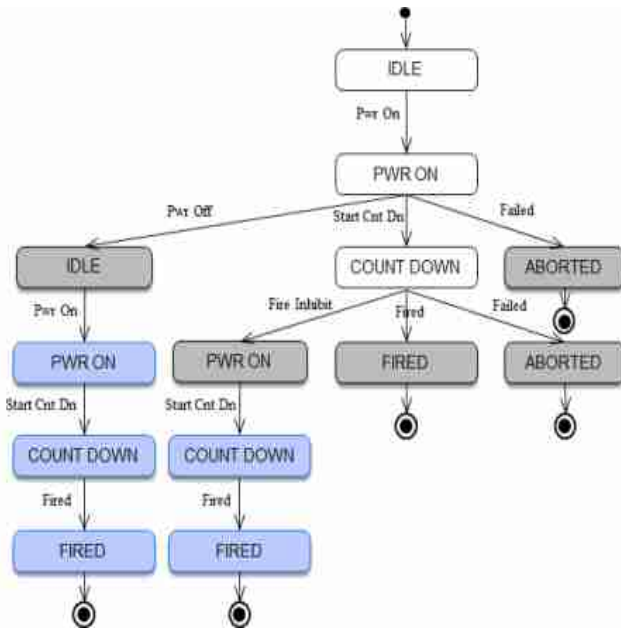 IDLE
Pwr On
PWR ON
Pwr Off
Start Cnt Dn
Failed
IDLE
COUNT DOWN
ABORTED
Pwr On
Fire Inhibit
Fired
Failed
PWR ON
PWR ON
FIRED
ABORTED
Start Cnt Dn
Start Cnt Dn
COUNT DOWN
COUNT DOWN
Fired
Fired
FIRED
FIRED